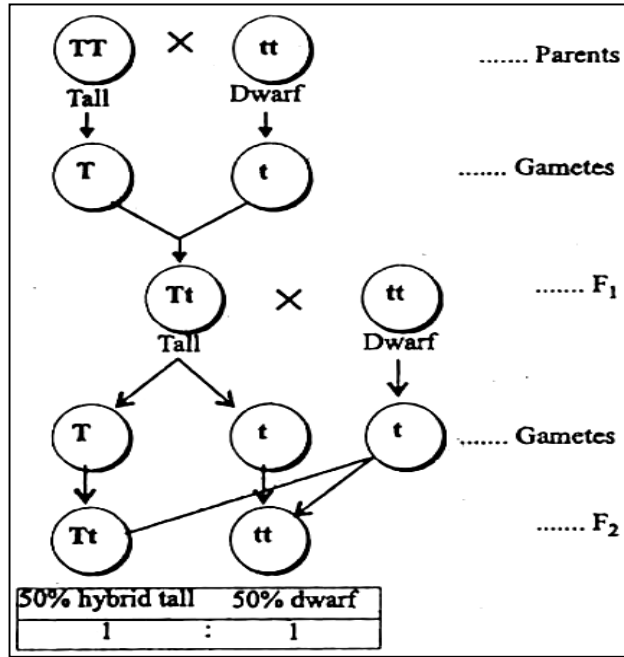 TT × tt ....... Parents
Tall Dwarf
T t ....... Gametes
Tt × tt ....... F₁
Tall Dwarf
T t t ....... Gametes
Tt tt ....... F₂
50% hybrid tall 50% dwarf
1 : 1